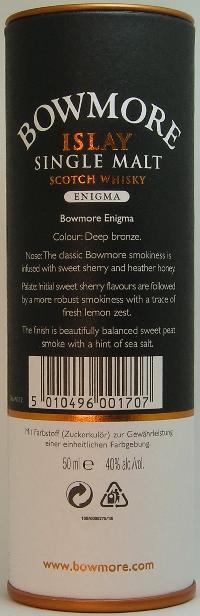 BOWMORE
ISLAY
SINGLE MALT
SCOTCH WHISKY
ENIGMA
Bowmore Enigma
Colour: Deep bronze.
Nose: The classic Bowmore smokiness is
infused with sweet sherry and heather honey.
Palate: Initial sweet sherry flavours are followed
by a more robust smokiness with a trace of
fresh lemon zest.
The finish is beautifully balanced sweet peat
smoke with a hint of sea salt.
5 010496 001707
Mit Farbstoff (Zuckerkulör) zur Gewährleistung
einer einheitlichen Farbgebung.
50 ml e 40% alc./vol.
www.bowmore.com